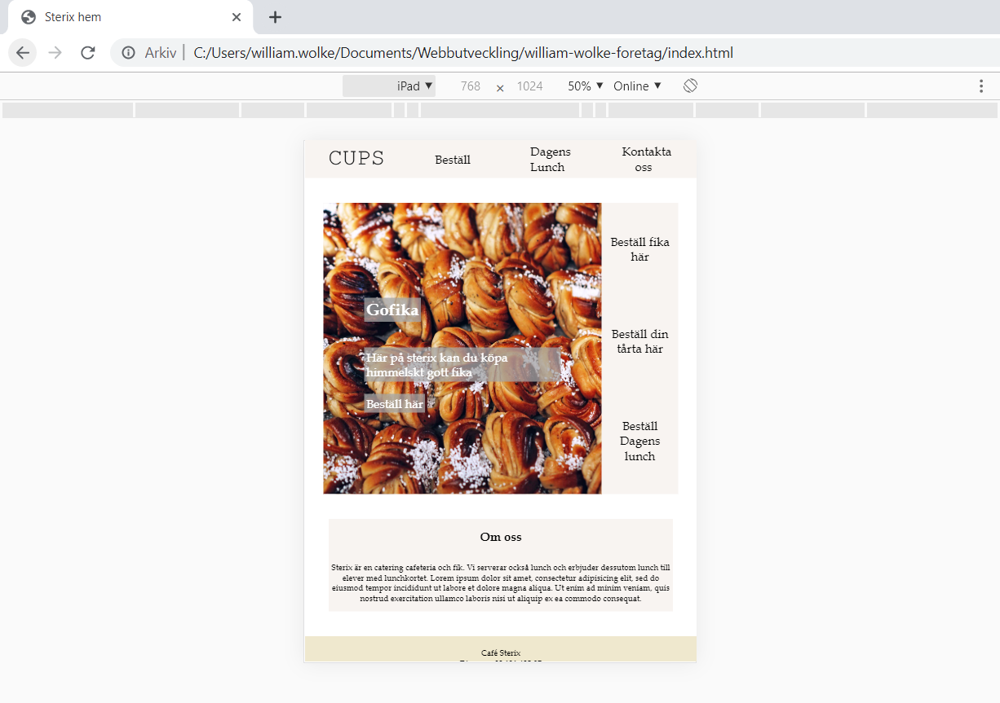 Sterix hem
Arkiv
C:/Users/william.wolke/Documents/Webbutveckling/william-wolke-foretag/index.html
iPad
768
×
1024
50%
Online
CUPS
Beställ
Dagens
Lunch
Kontakta
oss
Gofika
Här på sterix kan du köpa
himmelskt gott fika
Beställ här
Beställ fika
här
Beställ din
tårta här
Beställ
Dagens
lunch
Om oss
Sterix är en catering cafeteria och fik. Vi serverar också lunch och erbjuder dessutom lunch till
elever med lunchkortet. Lorem ipsum dolor sit amet, consectetur adipisicing elit, sed do
eiusmod tempor incididunt ut labore et dolore magna aliqua. Ut enim ad minim veniam, quis
nostrud exercitation ullamco laboris nisi ut aliquip ex ea commodo consequat.
Café Sterix